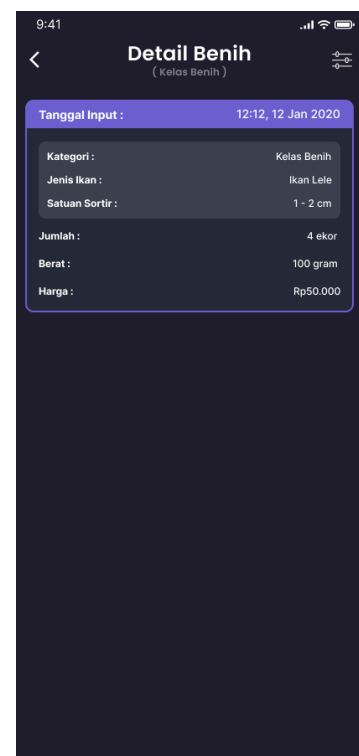 9:41
Detail Benih
( Kelas Benih )
Tanggal Input : 12:12, 12 Jan 2020
Kategori : Kelas Benih
Jenis Ikan : Ikan Lele
Satuan Sortir : 1 - 2 cm
Jumlah : 4 ekor
Berat : 100 gram
Harga : Rp50.000